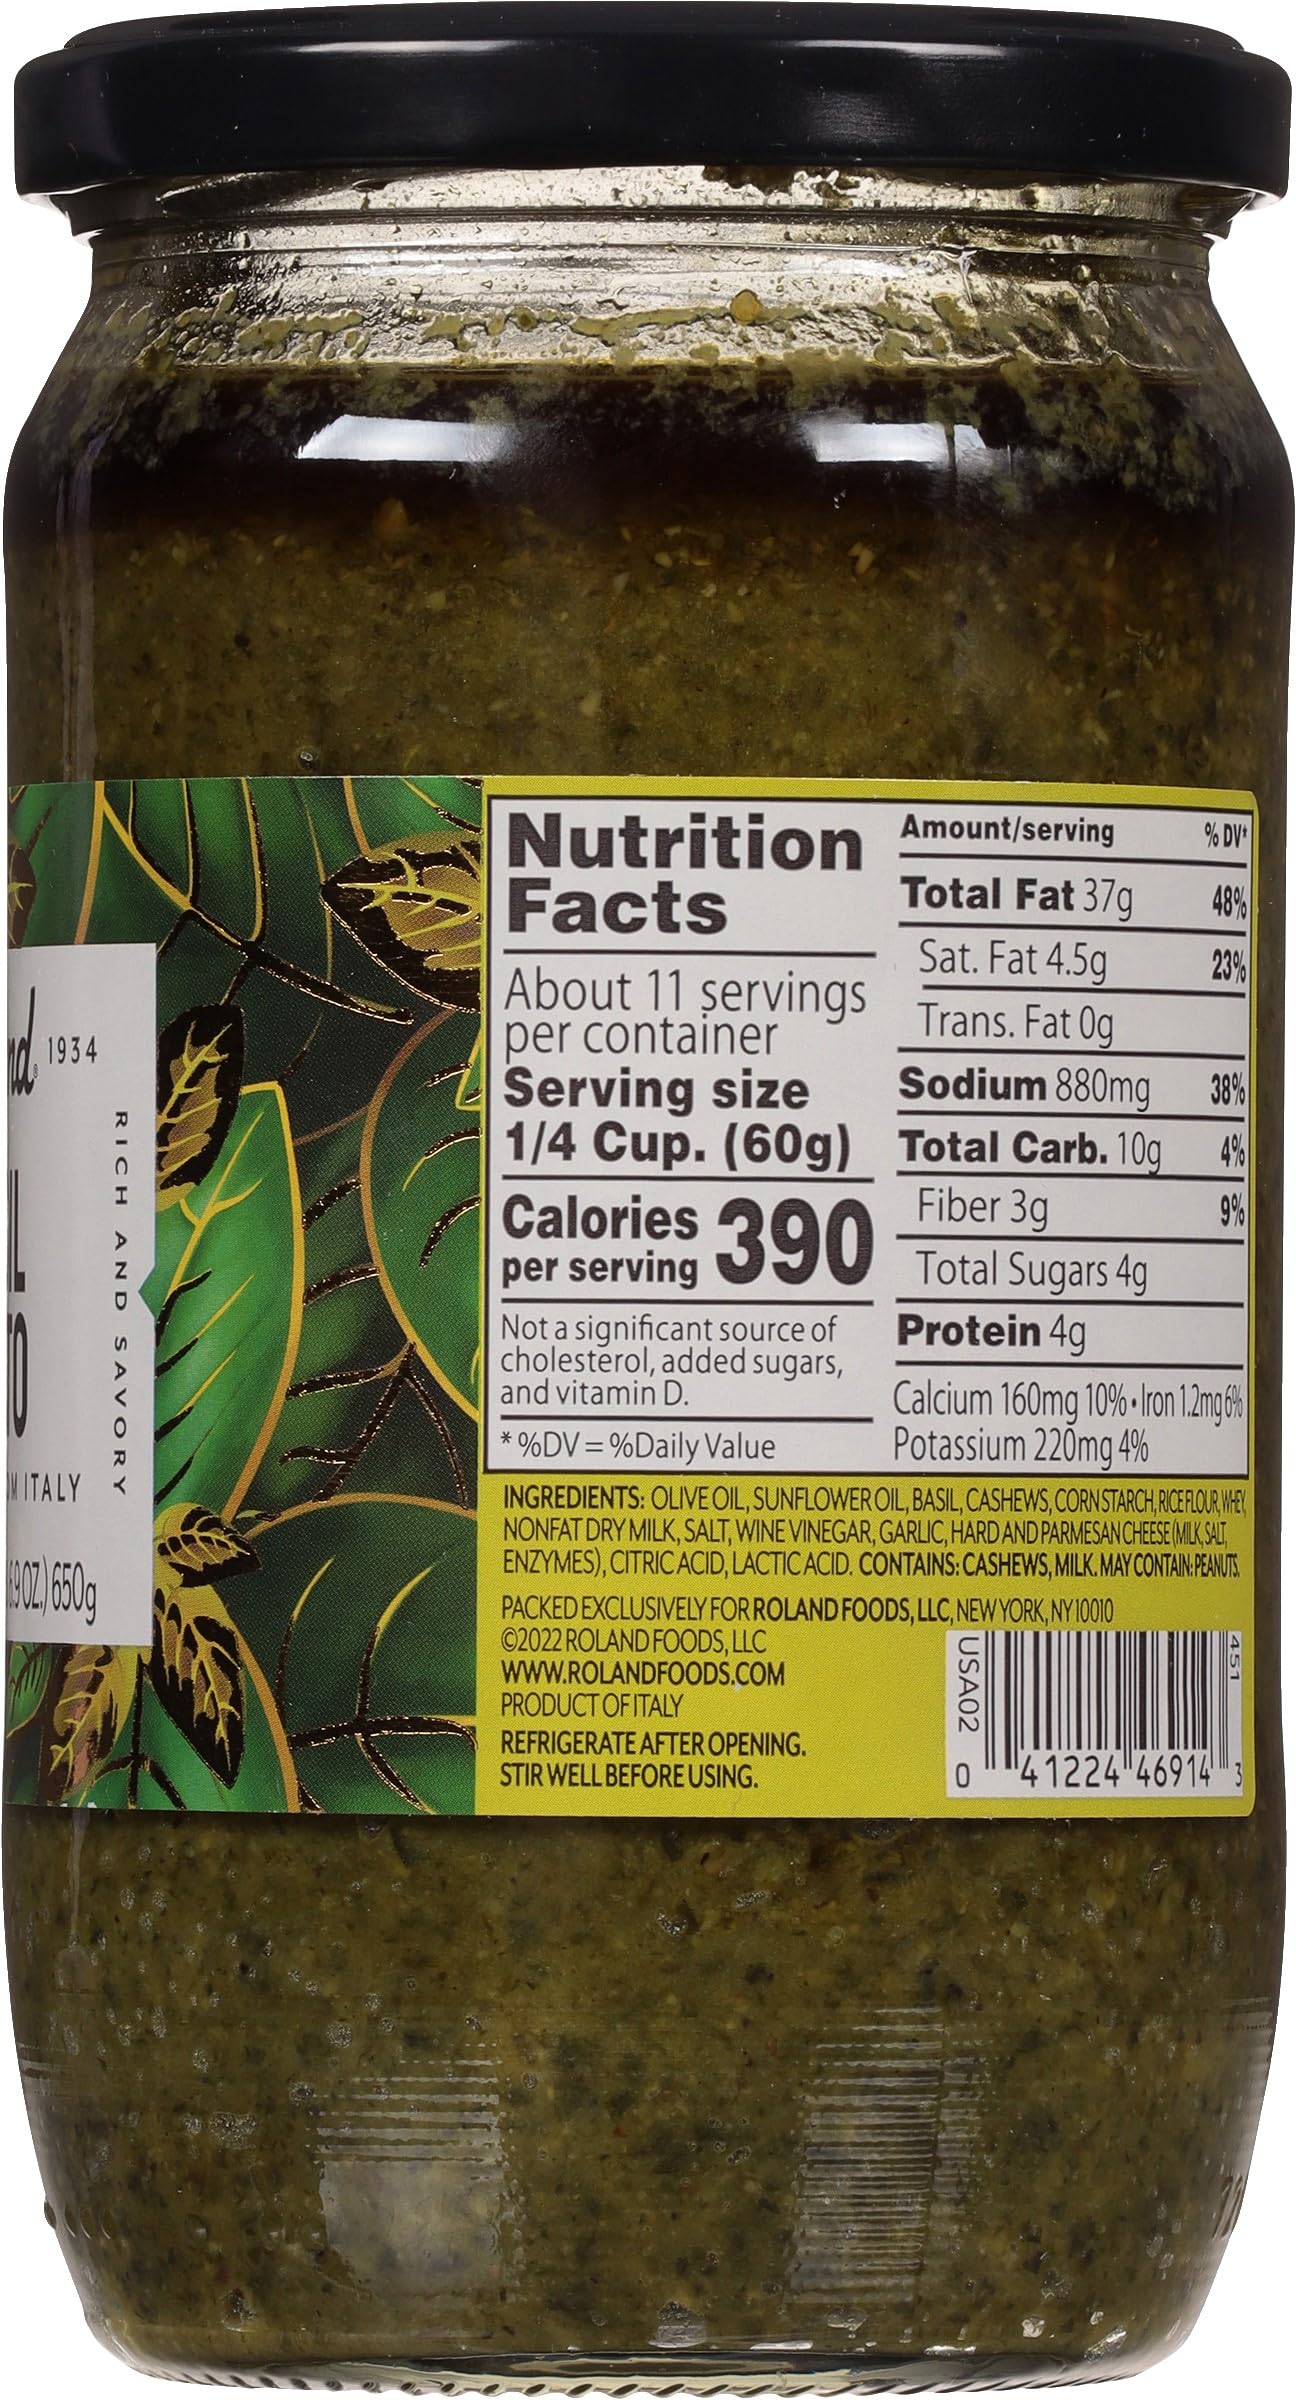 1934
RICH AND SAVORY
ITALY
650g
Nutrition
Facts
About 11 servings
per container
Serving size
1/4 Cup. (60g)
Calories
per serving 390
Not a significant source of
cholesterol, added sugars,
and vitamin D.
* %DV = %Daily Value
Amount/serving % DV*
Total Fat 37g 48%
Sat. Fat 4.5g 23%
Trans. Fat 0g
Sodium 880mg 38%
Total Carb. 10g 4%
Fiber 3g 9%
Total Sugars 4g
Protein 4g
Calcium 160mg 10% • Iron 1.2mg 6%
Potassium 220mg 4%
INGREDIENTS: OLIVE OIL, SUNFLOWER OIL, BASIL, CASHEWS, CORN STARCH, RICE FLOUR, WHEY,
NONFAT DRY MILK, SALT, WINE VINEGAR, GARLIC, HARD AND PARMESAN CHEESE (MILK, SALT,
ENZYMES), CITRIC ACID, LACTIC ACID. CONTAINS: CASHEWS, MILK. MAY CONTAIN: PEANUTS.
PACKED EXCLUSIVELY FOR ROLAND FOODS, LLC, NEW YORK, NY 10010
©2022 ROLAND FOODS, LLC
WWW.ROLANDFOODS.COM
PRODUCT OF ITALY
REFRIGERATE AFTER OPENING.
STIR WELL BEFORE USING.
USA02
451
0 41224 46914 3